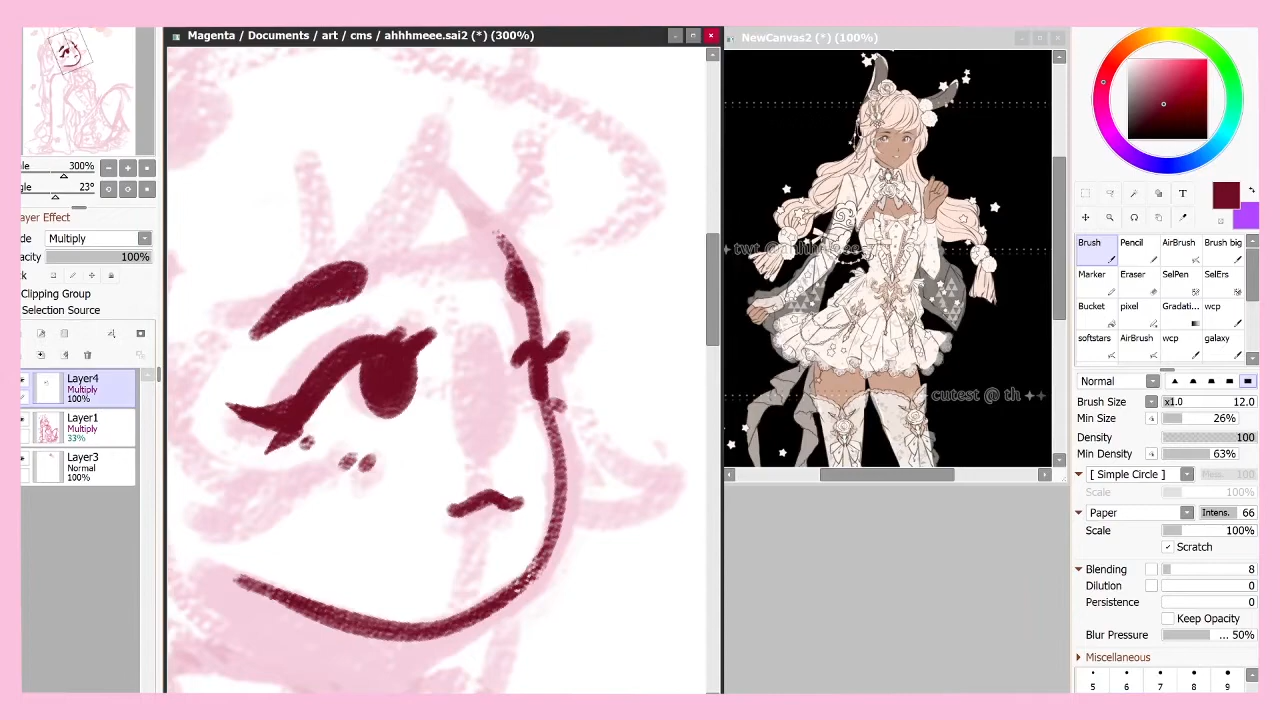 Magenta / Documents / art / cms / ahhhmeee.sai2 (*) (300%)
NewCanvas2 (*) (100%)
300%
23°
Multiply
100%
Clipping Group
Selection Source
Layer4
Multiply
100%
Layer1
Multiply
33%
Layer3
Normal
100%
cutest @ th
T
Brush
Pencil
AirBrush
Brush big
Marker
Eraser
SelPen
SelErs
Bucket
pixel
Gradati...
wcp
softstars
AirBrush
wcp
galaxy
Normal
Brush Size
x1.0
12.0
Min Size
26%
Density
100
Min Density
63%
[ Simple Circle ]
100
Scale
100%
Paper
Intens.
66
Scale
100%
Scratch
Blending
8
Dilution
0
Persistence
0
Keep Opacity
Blur Pressure
... 50%
Miscellaneous
5
6
7
8
9